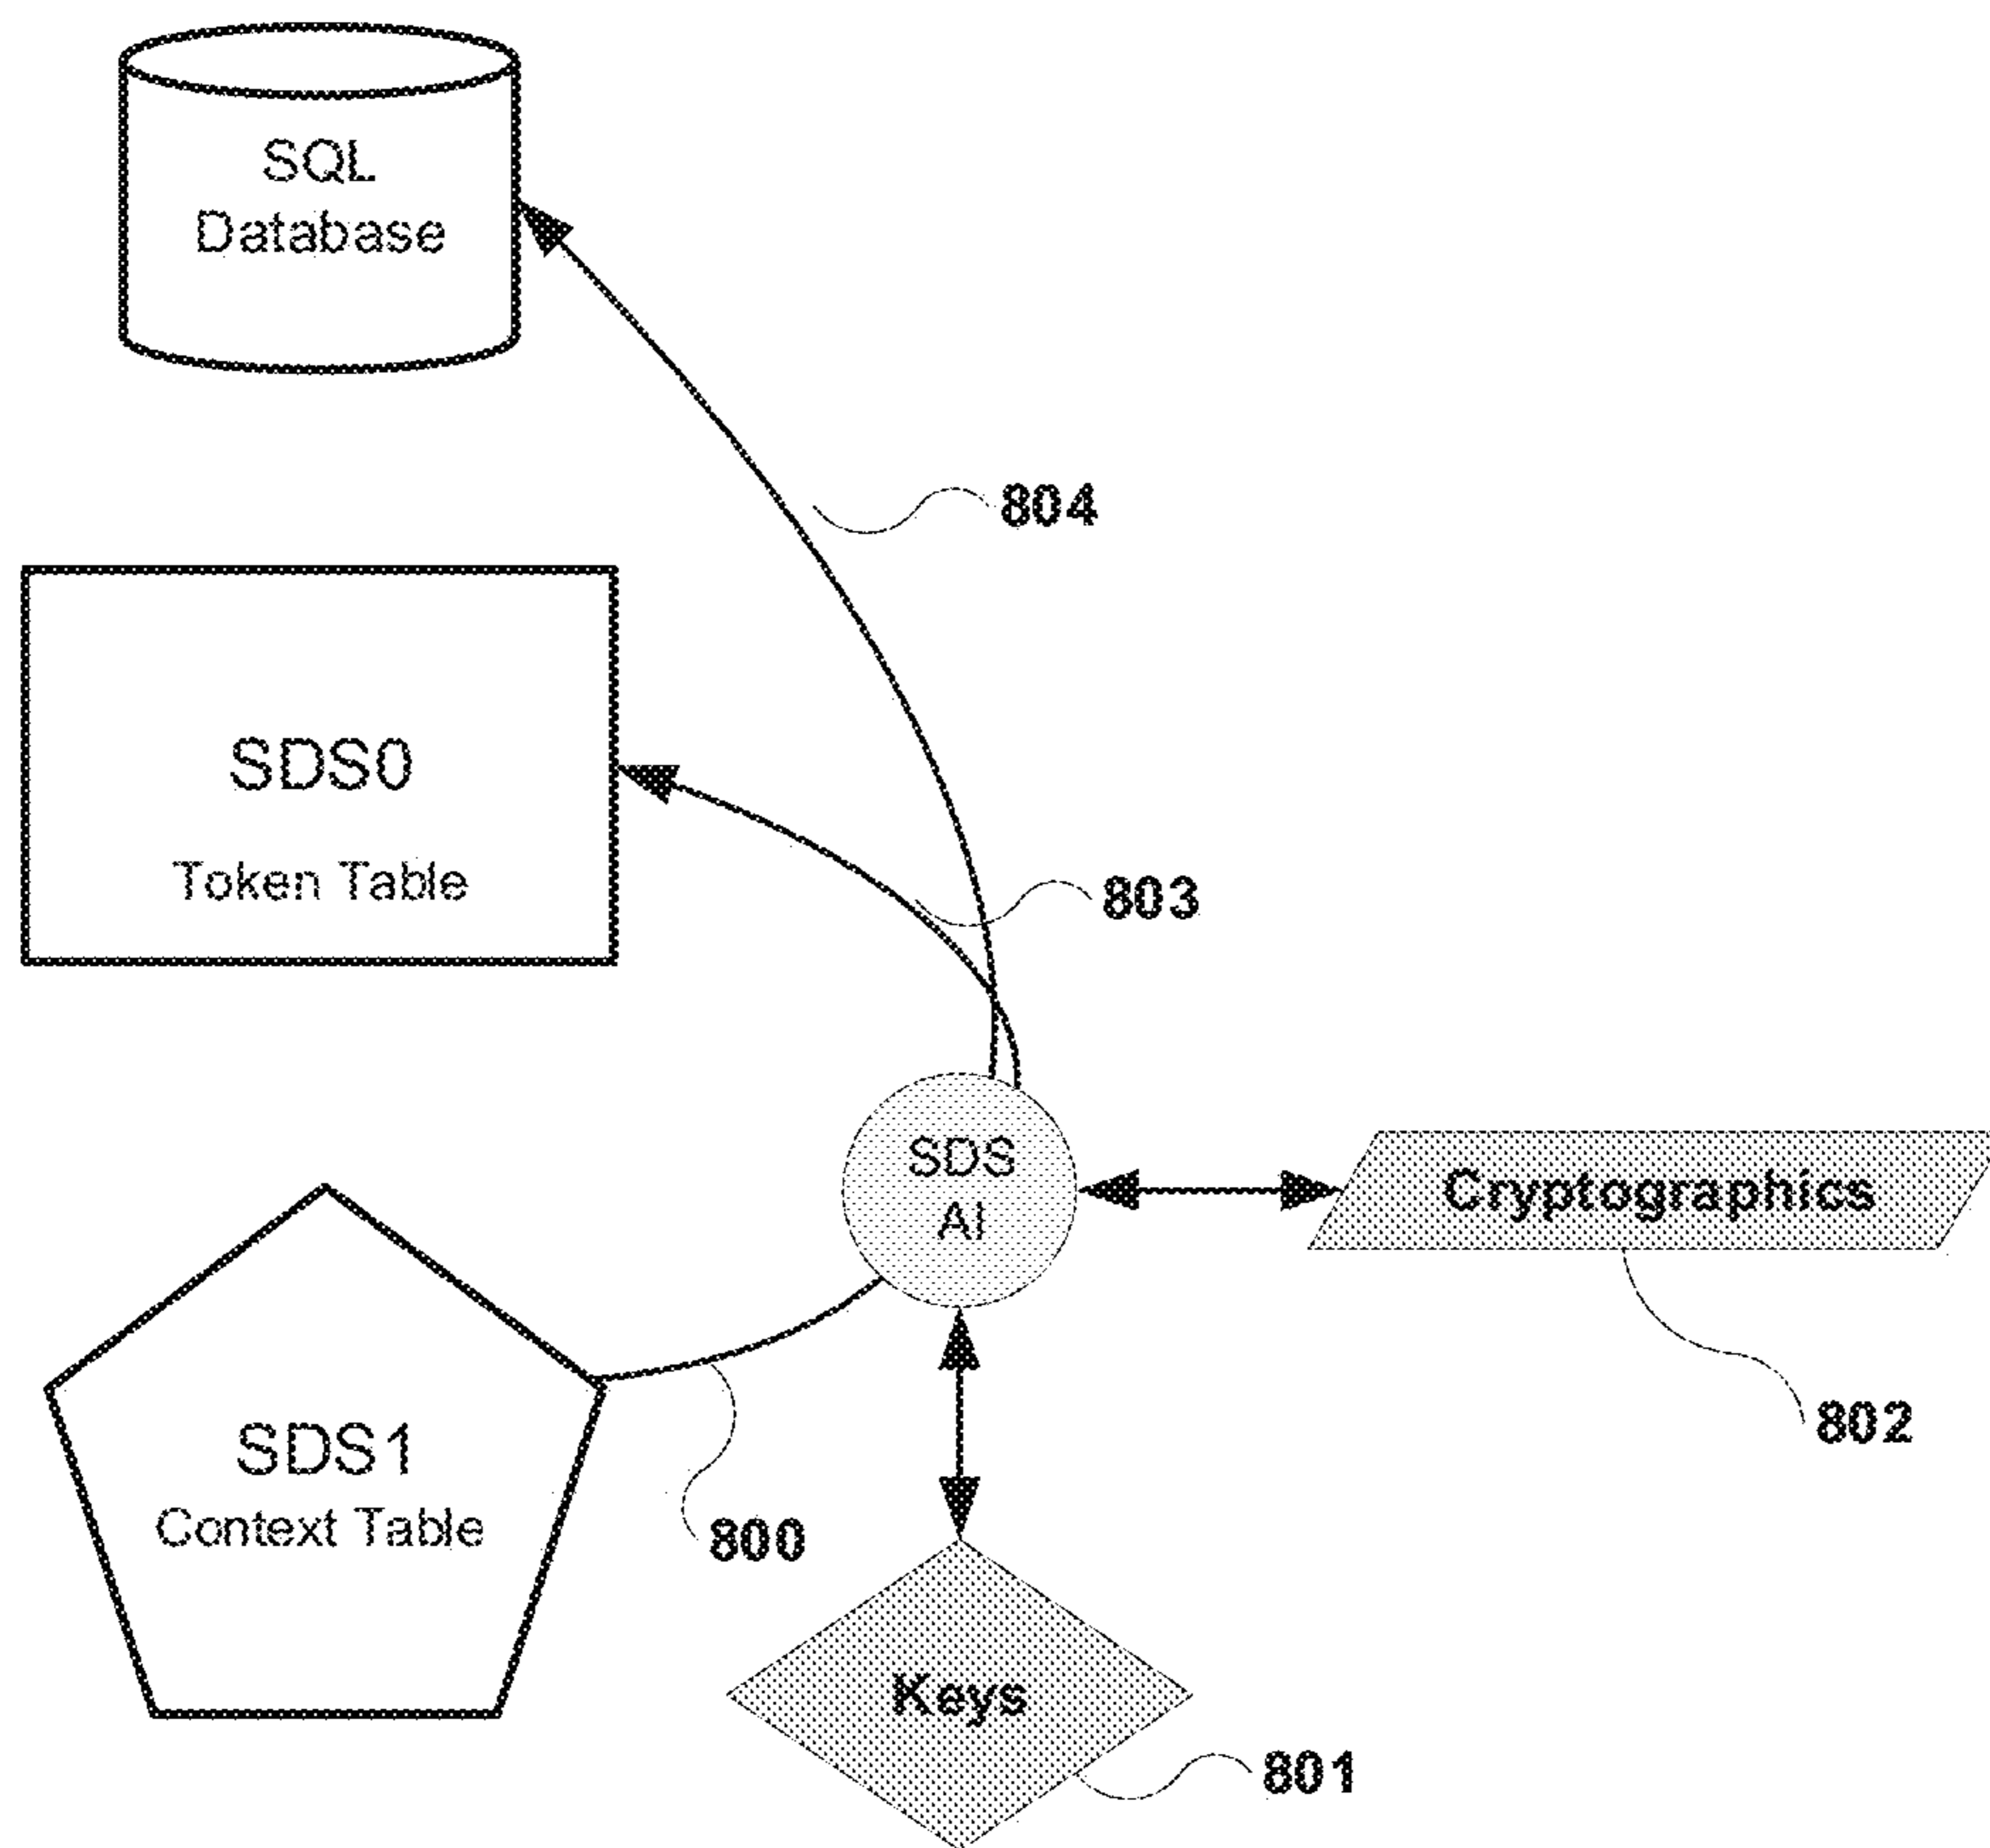 SQL
Database
804
SDS0
Token Table
803
SDS
AI
Cryptographics
802
SDS1
Context Table
800
Keys
801